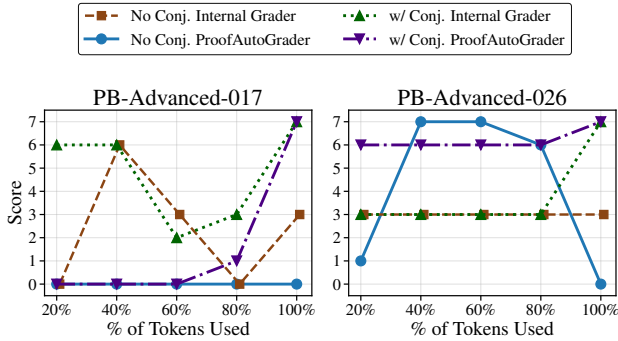 No Conj. Internal Grader
w/ Conj. Internal Grader
No Conj. ProofAutoGrader
w/ Conj. ProofAutoGrader
PB-Advanced-017
PB-Advanced-026
Score
7
6
5
4
3
2
1
0
20%
40%
60%
80%
100%
% of Tokens Used
7
6
5
4
3
2
1
0
20%
40%
60%
80%
100%
% of Tokens Used